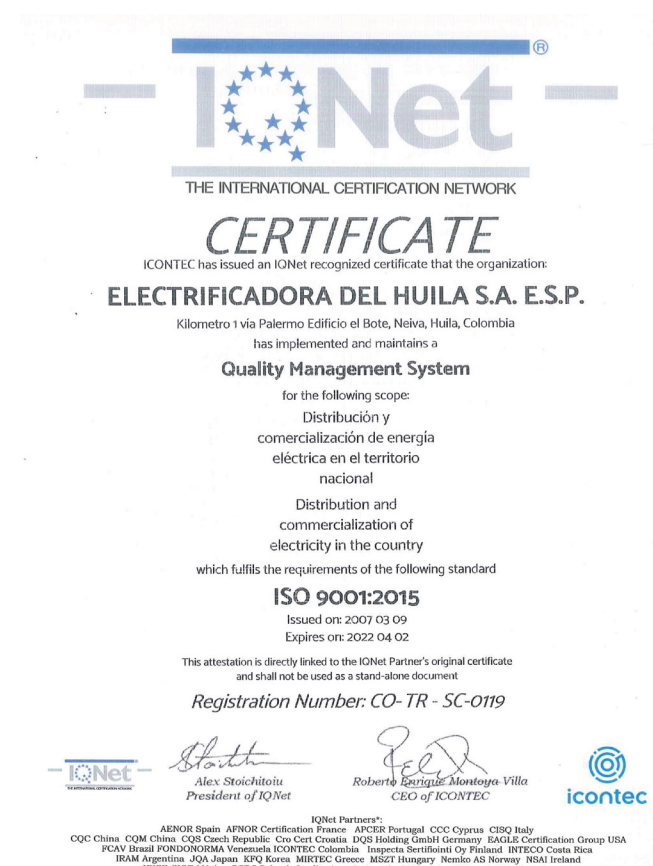 IQNet®
THE INTERNATIONAL CERTIFICATION NETWORK
CERTIFICATE
ICONTEC has issued an IQNet recognized certificate that the organization:
ELECTRIFICADORA DEL HUILA S.A. E.S.P.
Kilometro 1 via Palermo Edificio el Bote, Neiva, Huila, Colombia
has implemented and maintains a
Quality Management System
for the following scope:
Distribución y
comercialización de energía
eléctrica en el territorio
nacional
Distribution and
commercialization of
electricity in the country
which fulfils the requirements of the following standard
ISO 9001:2015
Issued on: 2007 03 09
Expires on: 2022 04 02
This attestation is directly linked to the IQNet Partner's original certificate
and shall not be used as a stand-alone document
Registration Number: CO- TR - SC-0119
IQNet
THE INTERNATIONAL CERTIFICATION NETWORK
Alex Stoichitoiu
President of IQNet
Roberto Enrique Montoya Villa
CEO of ICONTEC
icontec
IQNet Partners*:
AENOR Spain AFNOR Certification France APCER Portugal CCC Cyprus CISQ Italy
CQC China CQM China CQS Czech Republic Cro Cert Croatia DQS Holding GmbH Germany EAGLE Certification Group USA
FCAV Brazil FONDONORMA Venezuela ICONTEC Colombia Inspecta Sertifiointi Oy Finland INTECO Costa Rica
IRAM Argentina JQA Japan KFQ Korea MIRTEC Greece MSZT Hungary Nemko AS Norway NSAI Ireland